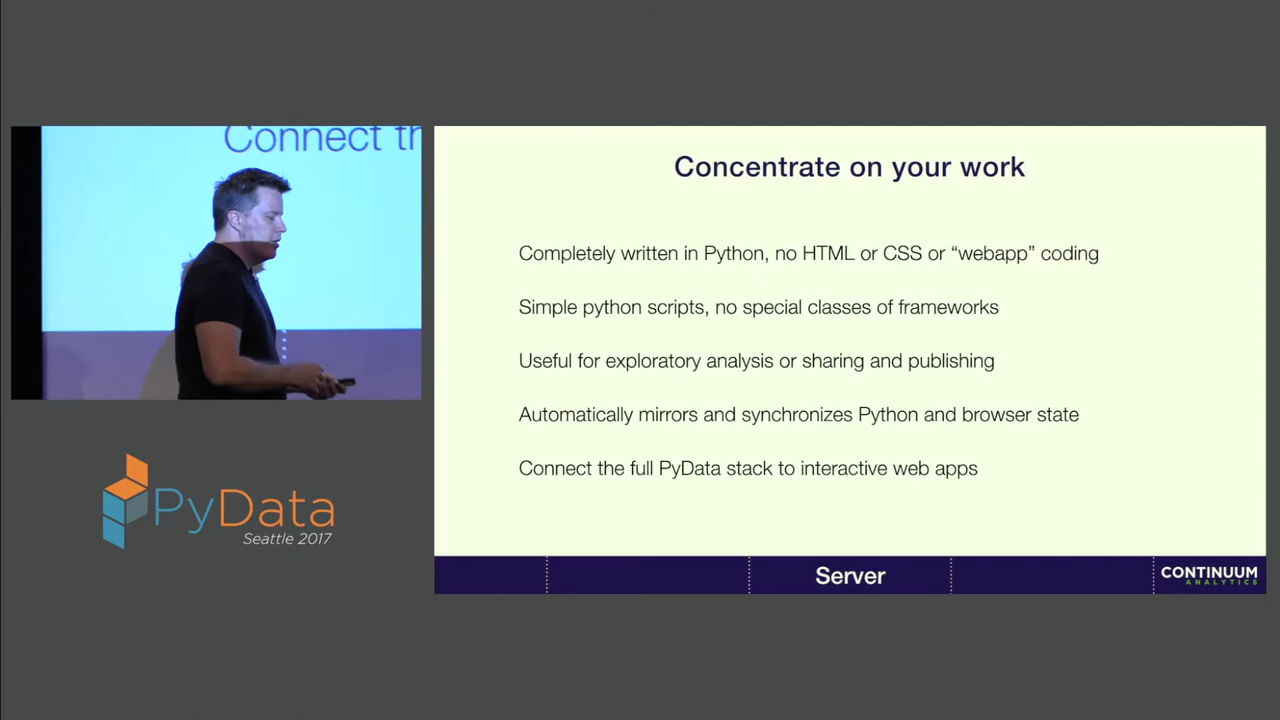 Connect th
Concentrate on your work
Completely written in Python, no HTML or CSS or “webapp” coding
Simple python scripts, no special classes of frameworks
Useful for exploratory analysis or sharing and publishing
Automatically mirrors and synchronizes Python and browser state
Connect the full PyData stack to interactive web apps
PyData
Seattle 2017
Server
CONTINUUM
ANALYTICS